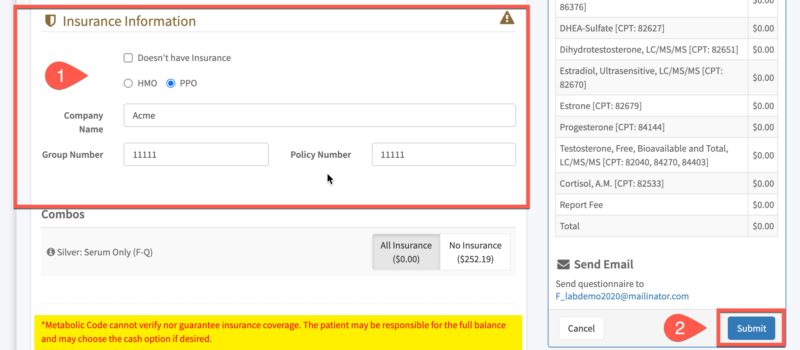 Insurance Information
1
Doesn't have Insurance
HMO PPO
Company
Name
Acme
Group Number
11111
Policy Number
11111
Combos
Silver: Serum Only (F-Q)
All Insurance
($0.00)
No Insurance
($252.19)
*Metabolic Code cannot verify nor guarantee insurance coverage. The patient may be responsible for the full balance
and may choose the cash option if desired.
86376]
$0.00
DHEA-Sulfate [CPT: 82627]
$0.00
Dihydrotestosterone, LC/MS/MS [CPT: 82651]
$0.00
Estradiol, Ultrasensitive, LC/MS/MS [CPT:
82670]
$0.00
Estrone [CPT: 82679]
$0.00
Progesterone [CPT: 84144]
$0.00
Testosterone, Free, Bioavailable and Total,
LC/MS/MS [CPT: 82040, 84270, 84403]
$0.00
Cortisol, A.M. [CPT: 82533]
$0.00
Report Fee
$0.00
Total
$0.00
Send Email
Send questionnaire to
F_labdemo2020@mailinator.com
Cancel
2
Submit